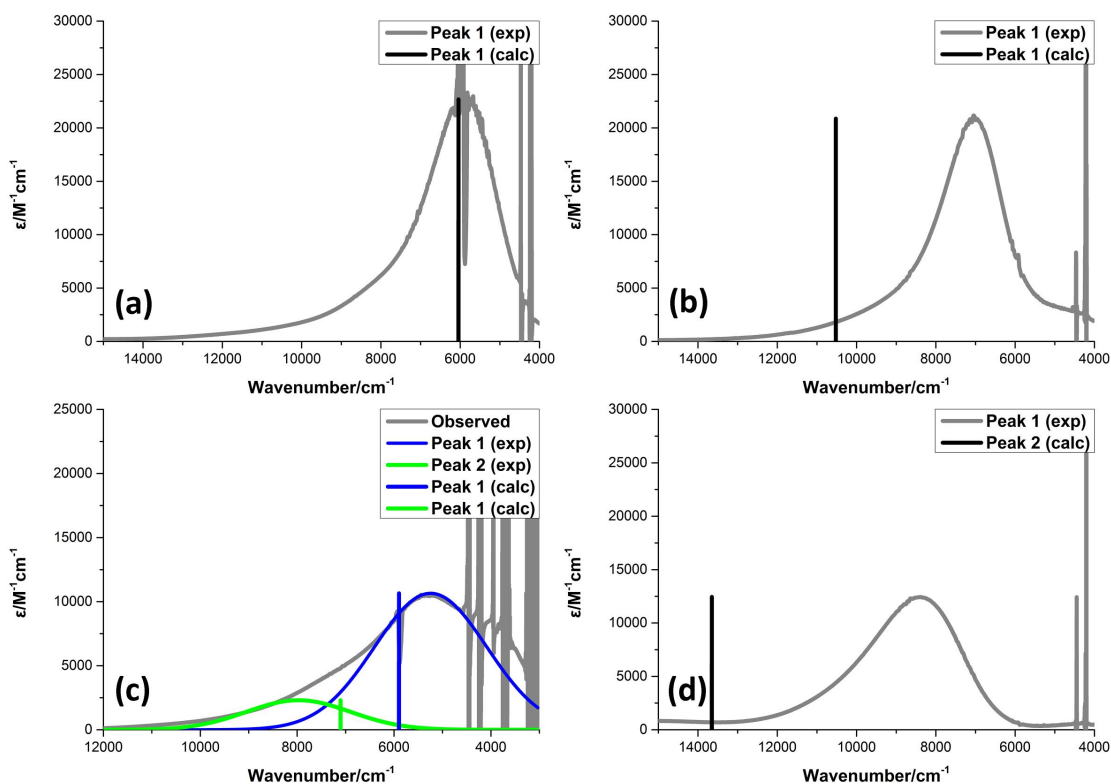 30000
25000
20000
15000
10000
5000
0
ε/M⁻¹cm⁻¹
Peak 1 (exp)
Peak 1 (calc)
(a)
14000 12000 10000 8000 6000 4000
Wavenumber/cm⁻¹
30000
25000
20000
15000
10000
5000
0
ε/M⁻¹cm⁻¹
Peak 1 (exp)
Peak 1 (calc)
(b)
14000 12000 10000 8000 6000 4000
Wavenumber/cm⁻¹
25000
20000
15000
10000
5000
0
ε/M⁻¹cm⁻¹
Observed
Peak 1 (exp)
Peak 2 (exp)
Peak 1 (calc)
Peak 1 (calc)
(c)
12000 10000 8000 6000 4000
Wavenumber/cm⁻¹
30000
25000
20000
15000
10000
5000
0
ε/M⁻¹cm⁻¹
Peak 1 (exp)
Peak 2 (calc)
(d)
14000 12000 10000 8000 6000 4000
Wavenumber/cm⁻¹